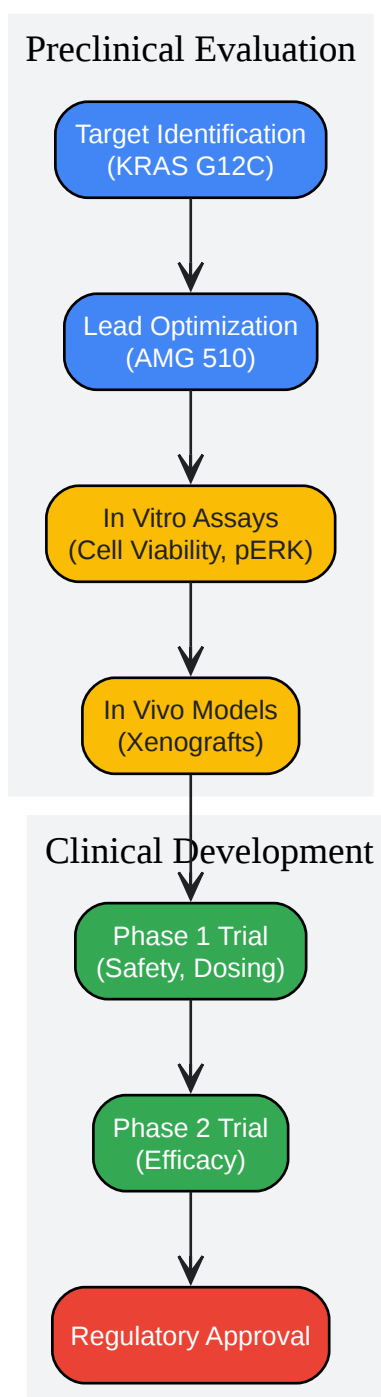 Preclinical Evaluation
Target Identification
(KRAS G12C)
Lead Optimization
(AMG 510)
In Vitro Assays
(Cell Viability, pERK)
In Vivo Models
(Xenografts)
Clinical Development
Phase 1 Trial
(Safety, Dosing)
Phase 2 Trial
(Efficacy)
Regulatory Approval